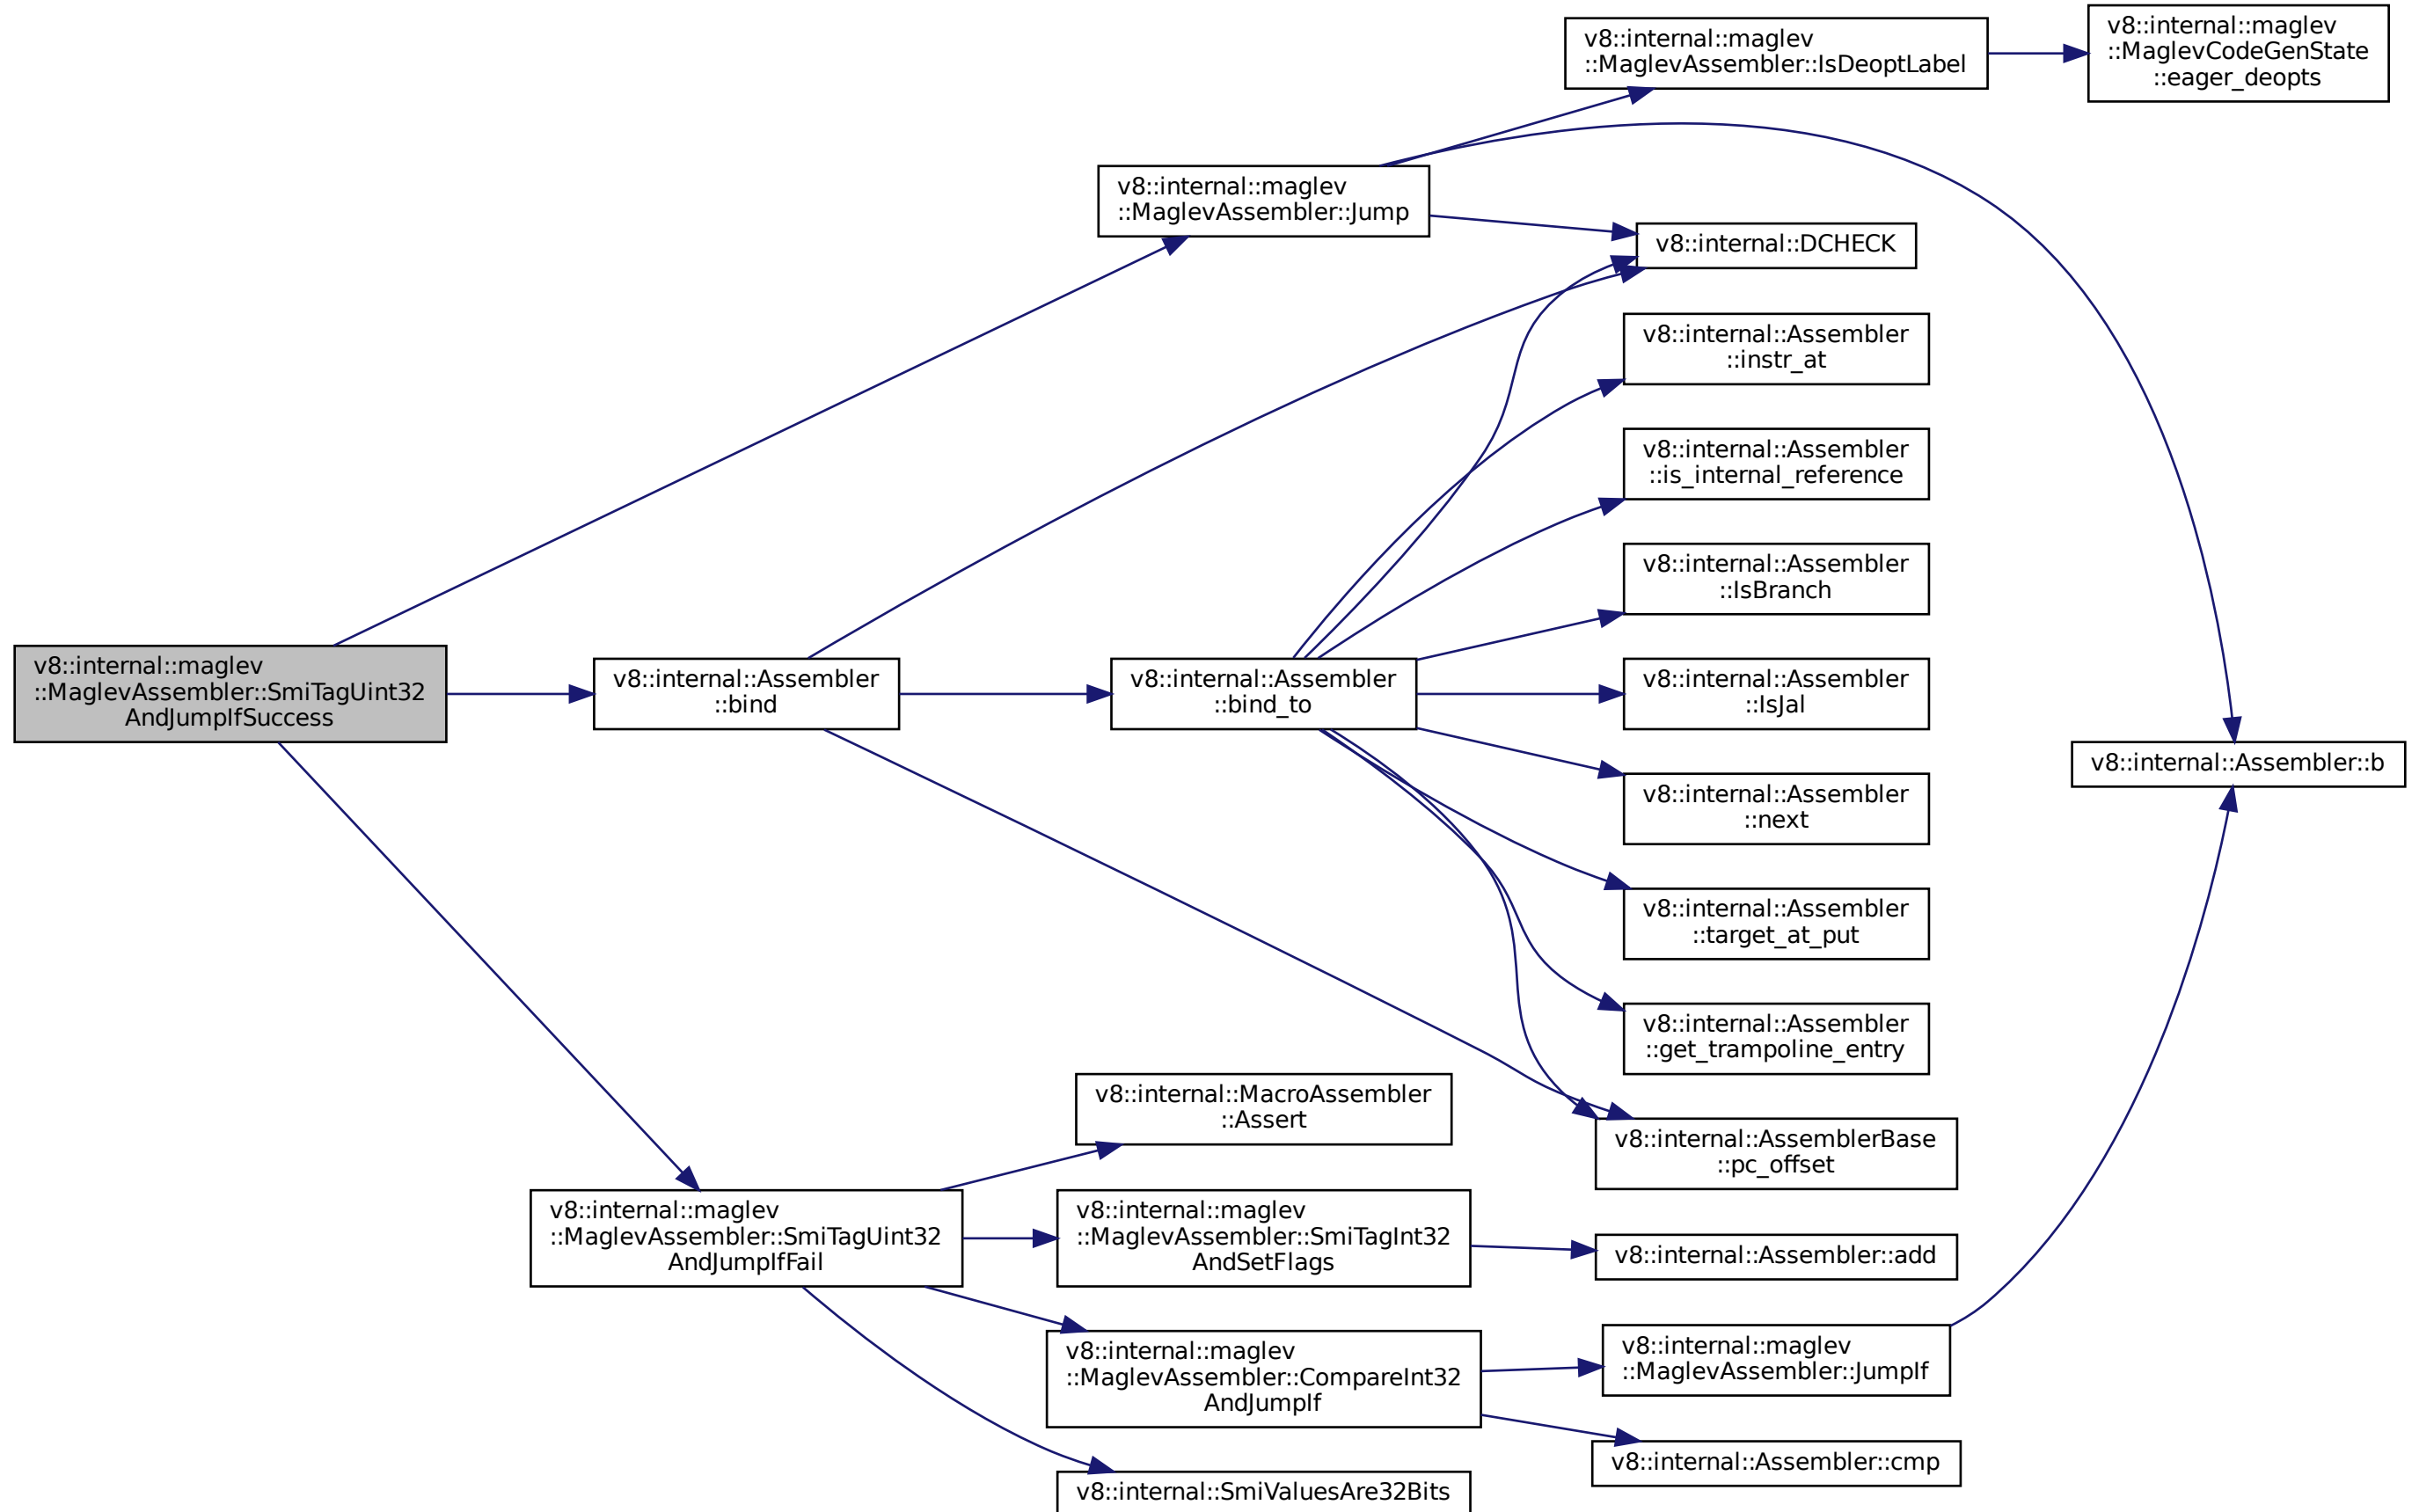 v8::internal::maglev
::MaglevCodeGenState
::eager_deopts
v8::internal::maglev
::MaglevAssembler::IsDeoptLabel
v8::internal::maglev
::MaglevAssembler::Jump
v8::internal::DCHECK
v8::internal::Assembler
::instr_at
v8::internal::Assembler
::is_internal_reference
v8::internal::Assembler
::IsBranch
v8::internal::maglev
::MaglevAssembler::SmiTagUint32
AndJumpIfSuccess
v8::internal::Assembler
::bind
v8::internal::Assembler
::bind_to
v8::internal::Assembler
::IsJal
v8::internal::Assembler::b
v8::internal::Assembler
::next
v8::internal::Assembler
::target_at_put
v8::internal::Assembler
::get_trampoline_entry
v8::internal::MacroAssembler
::Assert
v8::internal::AssemblerBase
::pc_offset
v8::internal::maglev
::MaglevAssembler::SmiTagUint32
AndJumpIfFail
v8::internal::maglev
::MaglevAssembler::SmiTagInt32
AndSetFlags
v8::internal::Assembler::add
v8::internal::maglev
::MaglevAssembler::CompareInt32
AndJumpIf
v8::internal::maglev
::MaglevAssembler::JumpIf
v8::internal::Assembler::cmp
v8::internal::SmiValuesAre32Bits